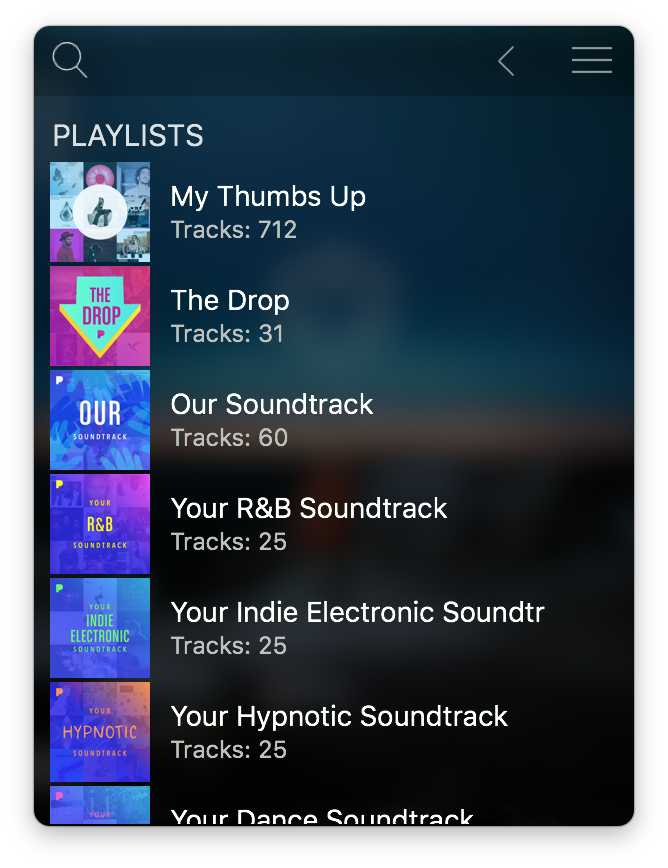 PLAYLISTS
My Thumbs Up
Tracks: 712
THE
DROP
The Drop
Tracks: 31
OUR
SOUNDTRACK
Our Soundtrack
Tracks: 60
YOUR
R&B
SOUNDTRACK
Your R&B Soundtrack
Tracks: 25
YOUR
INDIE
ELECTRONIC
SOUNDTRACK
Your Indie Electronic Soundtr
Tracks: 25
YOUR
HYPNOTIC
SOUNDTRACK
Your Hypnotic Soundtrack
Tracks: 25
YOUR
Your Dance Soundtrack